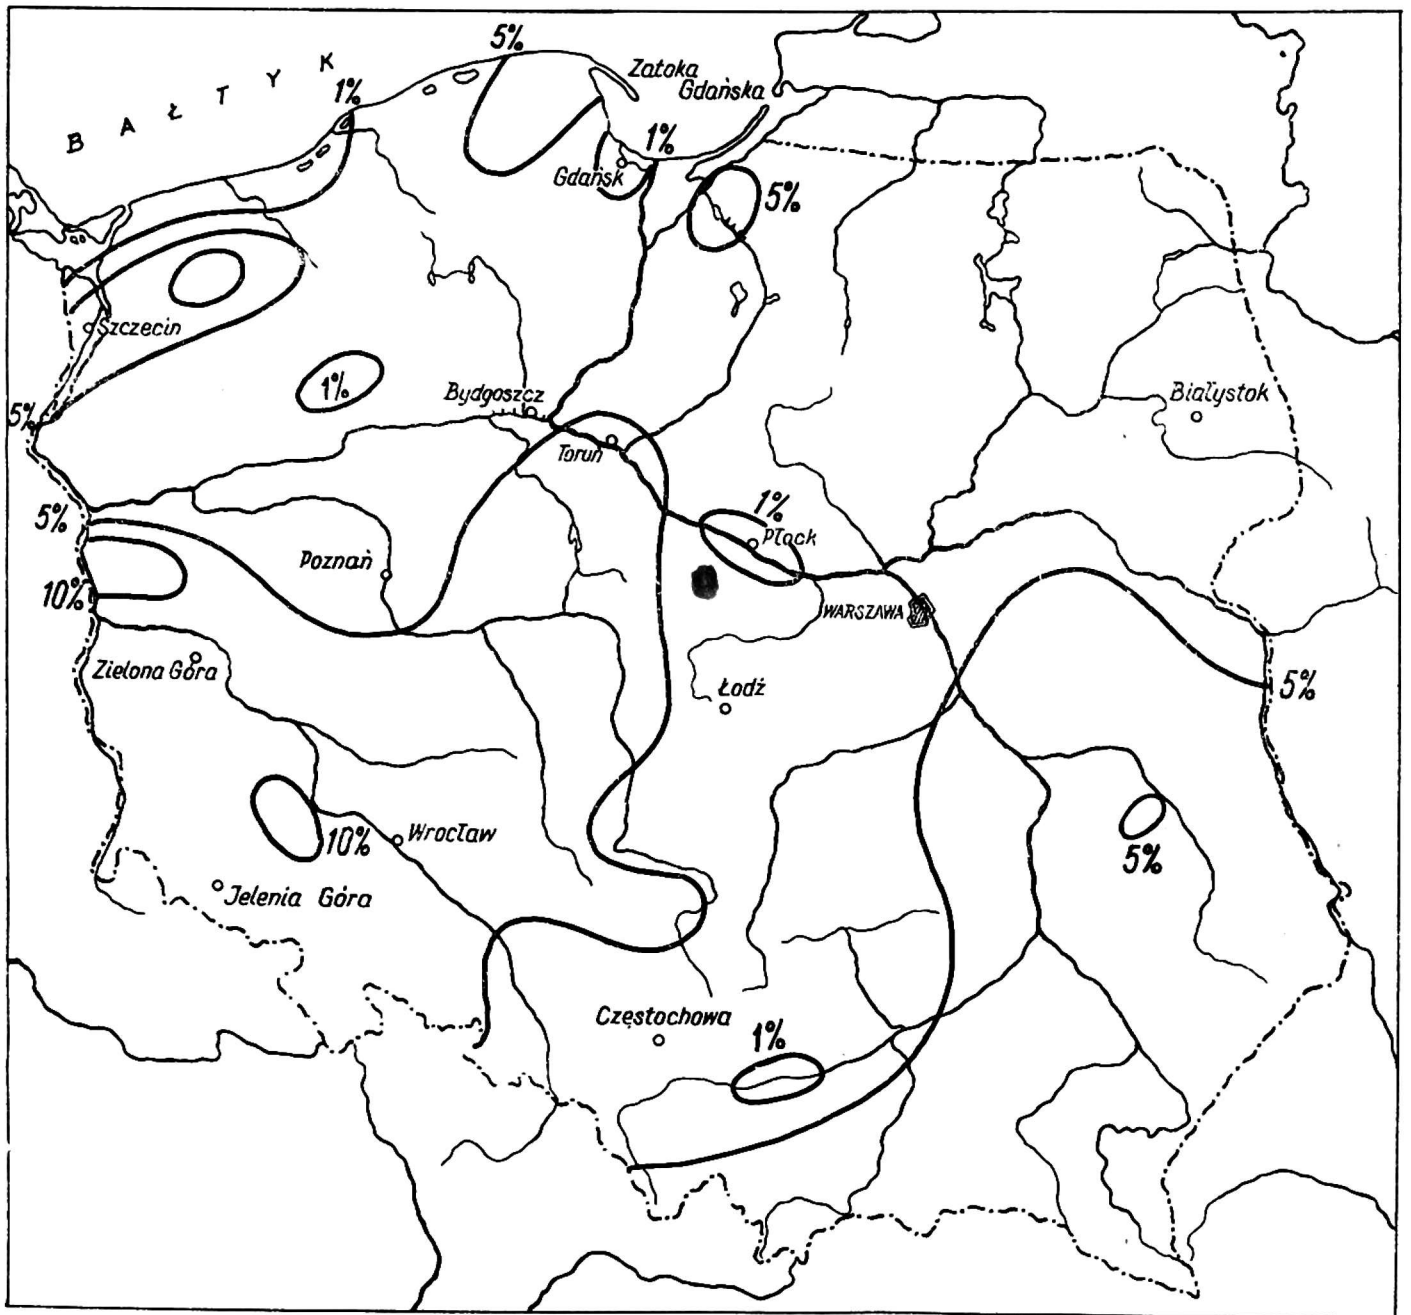 5%
BAŁTYK
1%
Zatoka
Gdańska
1%
Gdańsk
5%
Szczecin
1%
Bydgoszcz
5%
Białystok
Toruń
5%
1%
Płock
Poznań
10%
WARSZAWA
Zielona Góra
Łodź
5%
10%
Wrocław
5%
Jelenia Góra
Częstochowa
1%